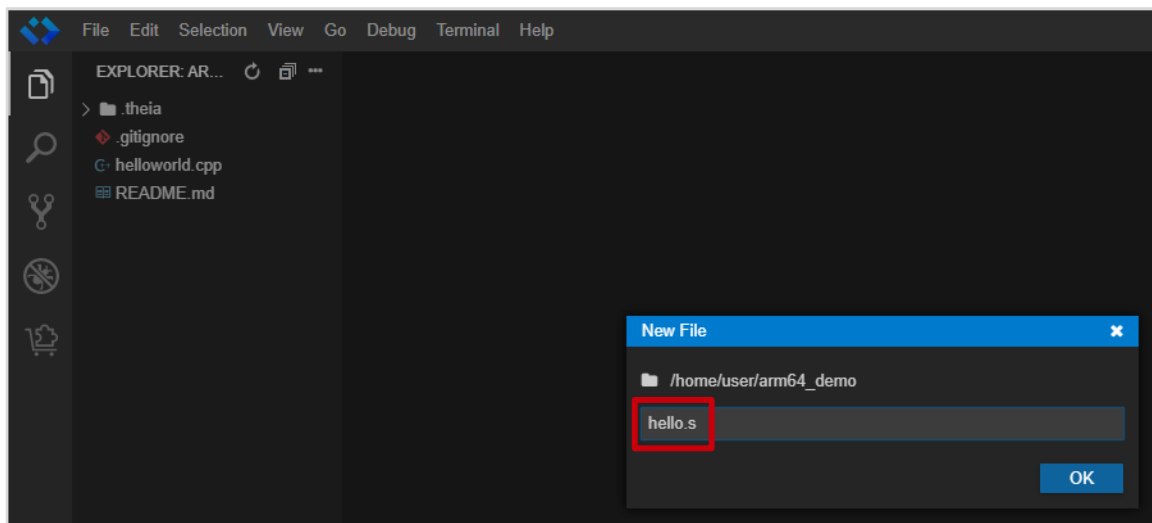 File Edit Selection View Go Debug Terminal Help
EXPLORER: AR...
.theia
.gitignore
helloworld.cpp
README.md
New File
/home/user/arm64_demo
hello.s
OK